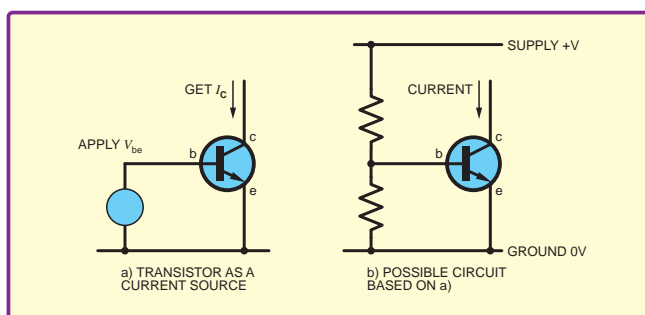 GET Ic
APPLY Vbe
b
c
e
a) TRANSISTOR AS A
CURRENT SOURCE
SUPPLY +V
CURRENT
b
c
e
GROUND 0V
b) POSSIBLE CIRCUIT
BASED ON a)